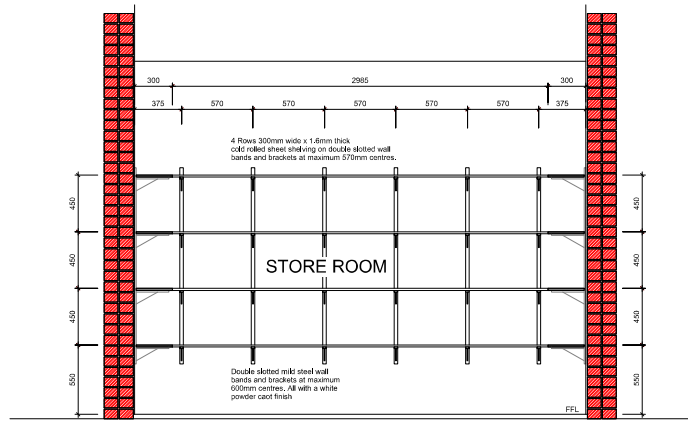 300 2985 300
375 570 570 570 570 570 375
4 Rows 300mm wide x 1.6mm thick
cold rolled sheet shelving on double slotted wall
bands and brackets at maximum 570mm centres.
450 450
450 450
STORE ROOM
450 450
550 550
Double slotted mild steel wall
bands and brackets at maximum
600mm centres. All with a white
powder caot finish
FFL